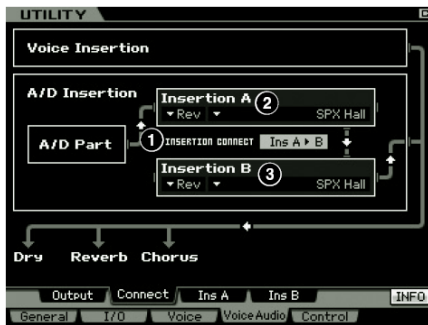 UTILITY
Voice Insertion
A/D Insertion
Insertion A
2
Rev
SPX Hall
A/D Part
1
INSERTION CONNECT
Ins A▸B
Insertion B
3
Rev
SPX Hall
Dry
Reverb
Chorus
Output
Connect
Ins A
Ins B
INFO
General
I/O
Voice
Voice Audio
Control